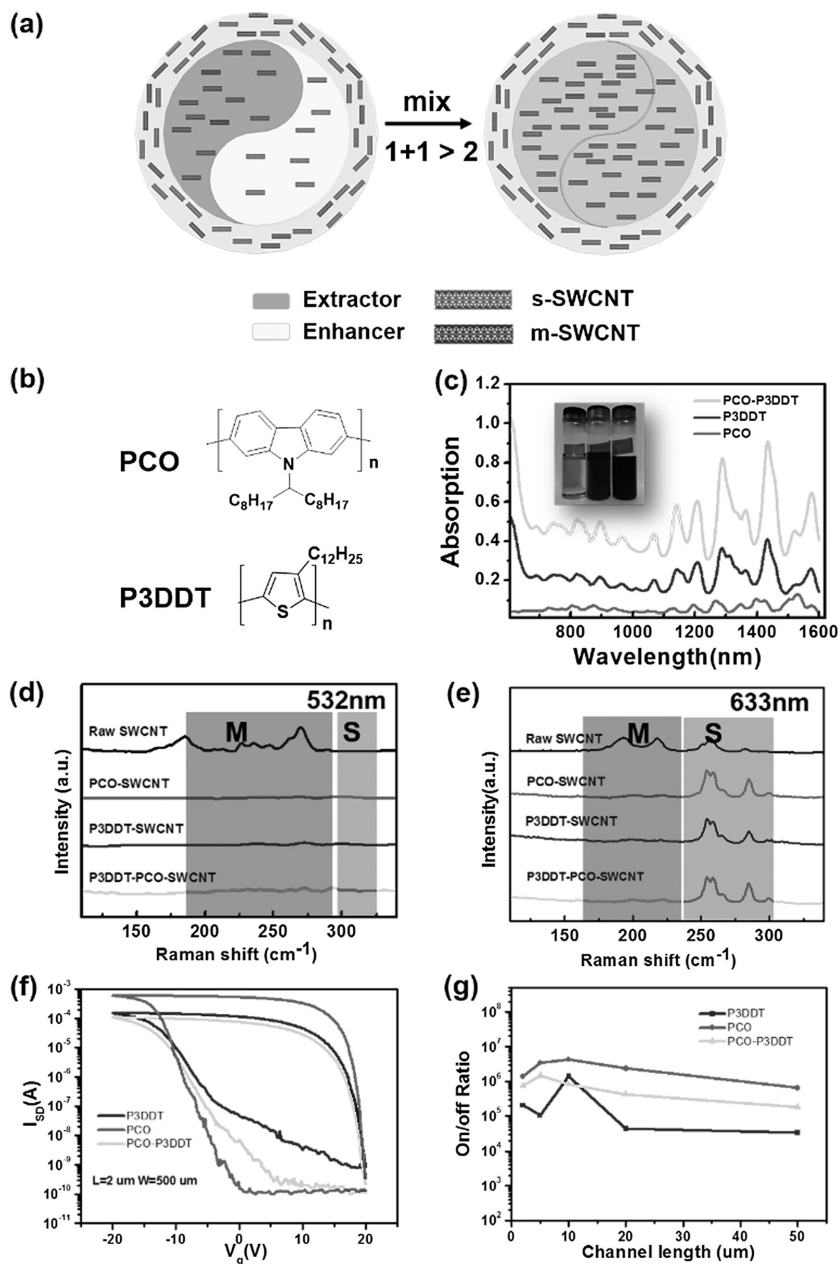 (a)
mix
1+1 > 2
Extractor
s-SWCNT
Enhancer
m-SWCNT
(b)
PCO
N
n
C8H17
C8H17
P3DDT
C12H25
S
n
(c)
1.2
1.0
0.8
0.6
0.4
0.2
Absorption
PCO-P3DDT
P3DDT
PCO
800
1000
1200
1400
1600
Wavelength(nm)
(d)
532nm
M
S
Raw SWCNT
PCO-SWCNT
P3DDT-SWCNT
P3DDT-PCO-SWCNT
Intensity (a.u.)
150
200
250
300
Raman shift (cm-1)
(e)
633nm
M
S
Raw SWCNT
PCO-SWCNT
P3DDT-SWCNT
P3DDT-PCO-SWCNT
Intensity(a.u.)
150
200
250
300
Raman shift (cm-1)
(f)
10-3
10-4
10-5
10-6
10-7
10-8
10-9
10-10
10-11
ISD(A)
P3DDT
PCO
PCO-P3DDT
L=2 um W=500 um
-20
-10
0
10
20
Vg(V)
(g)
108
107
106
105
104
103
102
On/off Ratio
P3DDT
PCO
PCO-P3DDT
0
10
20
30
40
50
Channel length (um)